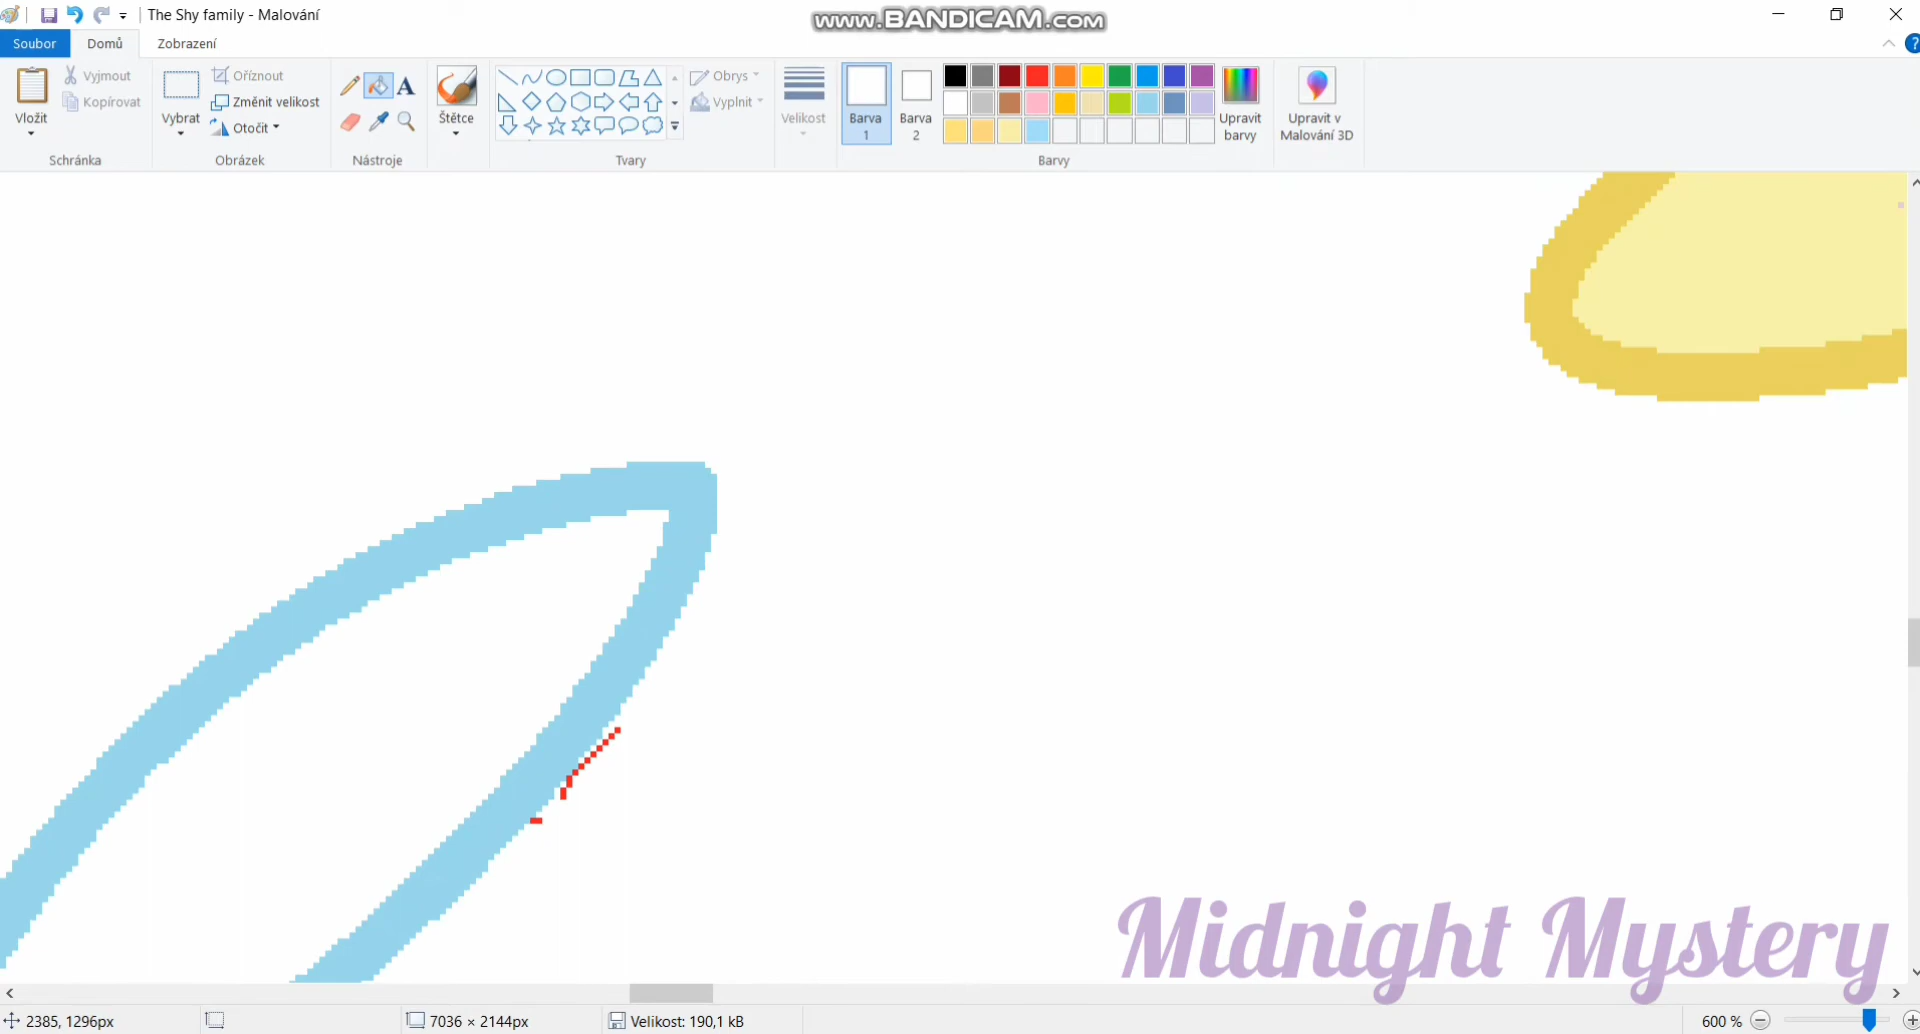 The Shy family - Malování
www.BANDICAM.com
Soubor
Domů
Zobrazení
?
Vložit
Vyjmout
Kopírovat
Schránka
Vybrat
Oříznout
Změnit velikost
Otočit
Obrázek
A
Nástroje
Štětce
Tvary
Obrys
Vyplnit
Velikost
Barva
1
Barva
2
Barvy
Upravit
barvy
Upravit v
Malování 3D
Midnight Mystery
2385, 1296px
7036 × 2144px
Velikost: 190,1 kB
600 %